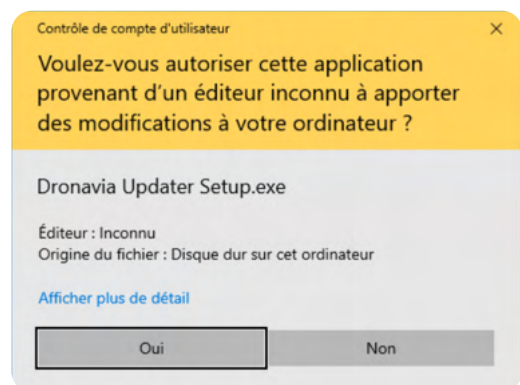 Contrôle de compte d'utilisateur
Voulez-vous autoriser cette application
provenant d'un éditeur inconnu à apporter
des modifications à votre ordinateur ?
Dronavia Updater Setup.exe
Éditeur : Inconnu
Origine du fichier : Disque dur sur cet ordinateur
Afficher plus de détail
Oui
Non